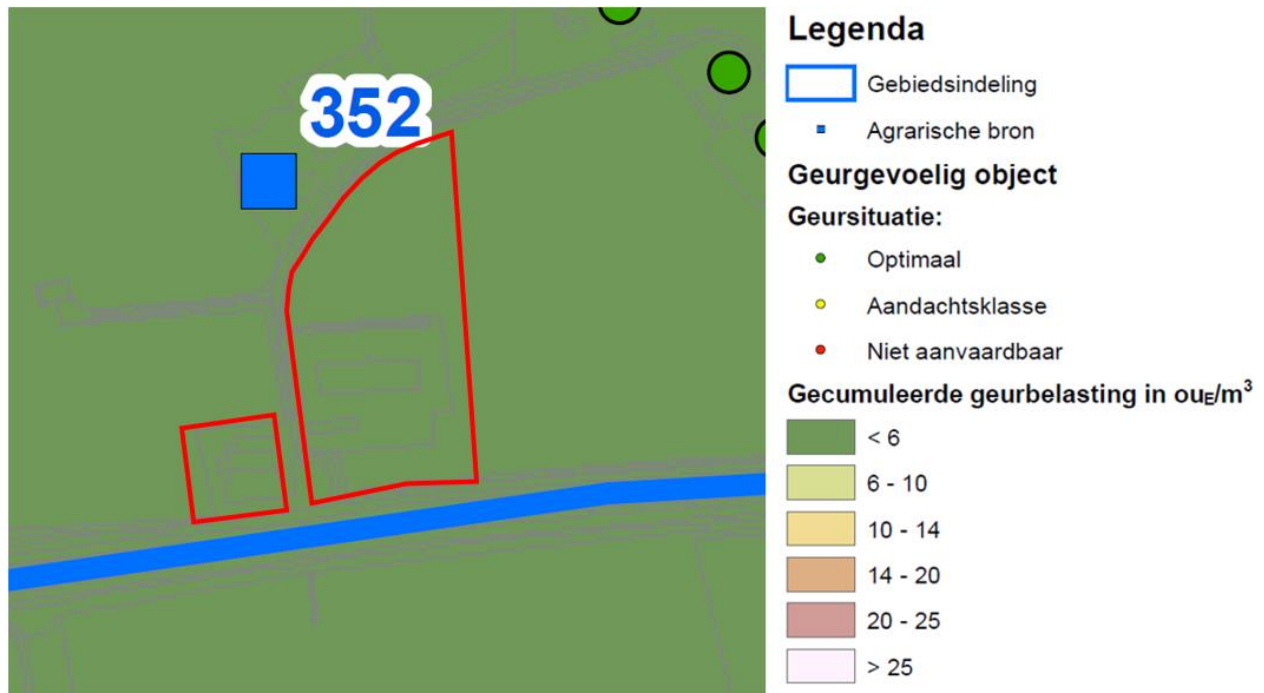 352
Legenda
Gebiedsindeling
Agrarische bron
Geurgevoelig object
Geursituatie:
Optimaal
Aandachtsklasse
Niet aanvaardbaar
Gecumuleerde geurbelasting in ouE/m³
< 6
6 - 10
10 - 14
14 - 20
20 - 25
> 25